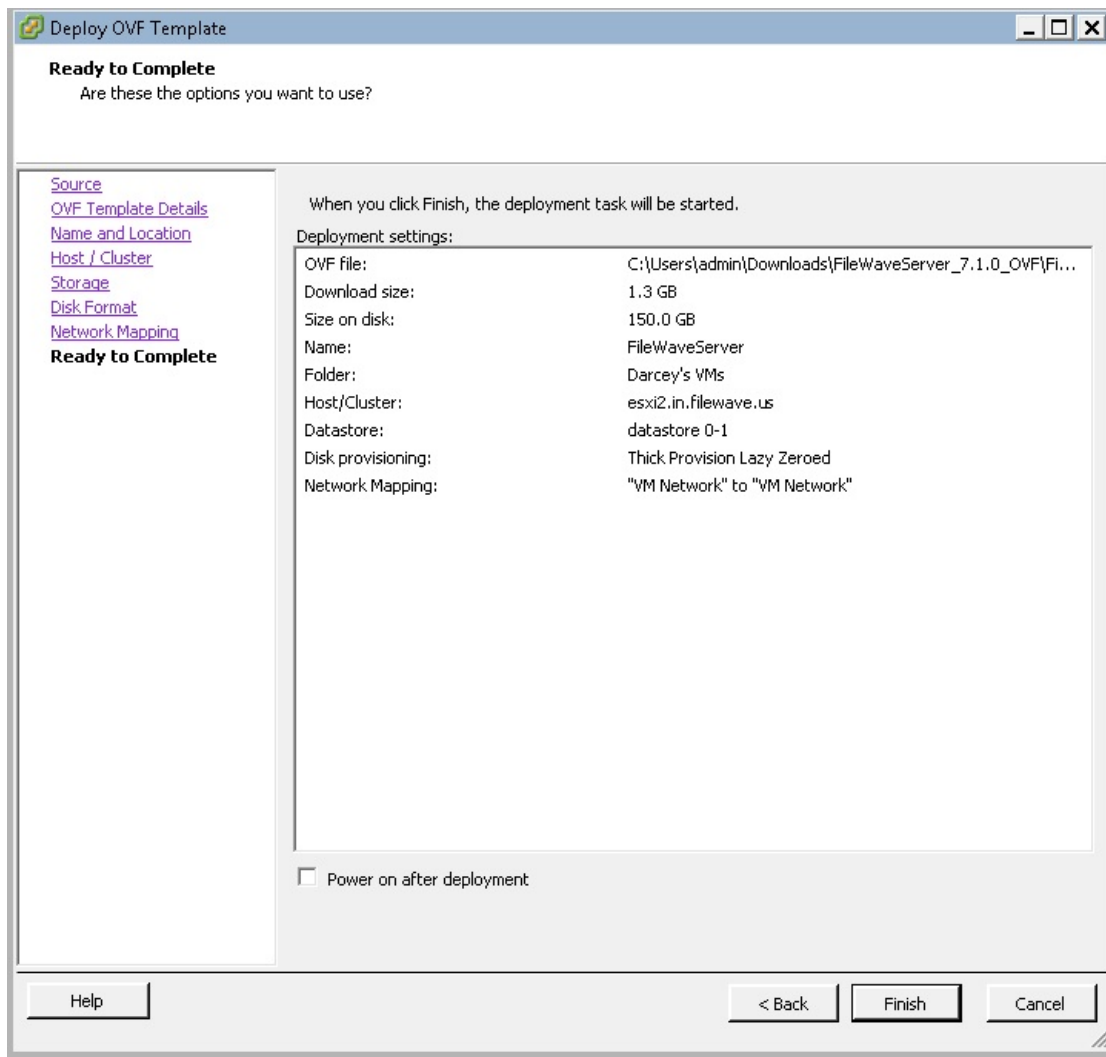 Deploy OVF Template
Ready to Complete
Are these the options you want to use?
Source
OVF Template Details
Name and Location
Host / Cluster
Storage
Disk Format
Network Mapping
Ready to Complete
When you click Finish, the deployment task will be started.
Deployment settings:
OVF file: C:\Users\admin\Downloads\FileWaveServer_7.1.0_OVF\Fi...
Download size: 1.3 GB
Size on disk: 150.0 GB
Name: FileWaveServer
Folder: Darcey's VMs
Host/Cluster: esxi2.in.filewave.us
Datastore: datastore 0-1
Disk provisioning: Thick Provision Lazy Zeroed
Network Mapping: "VM Network" to "VM Network"
Power on after deployment
Help < Back Finish Cancel